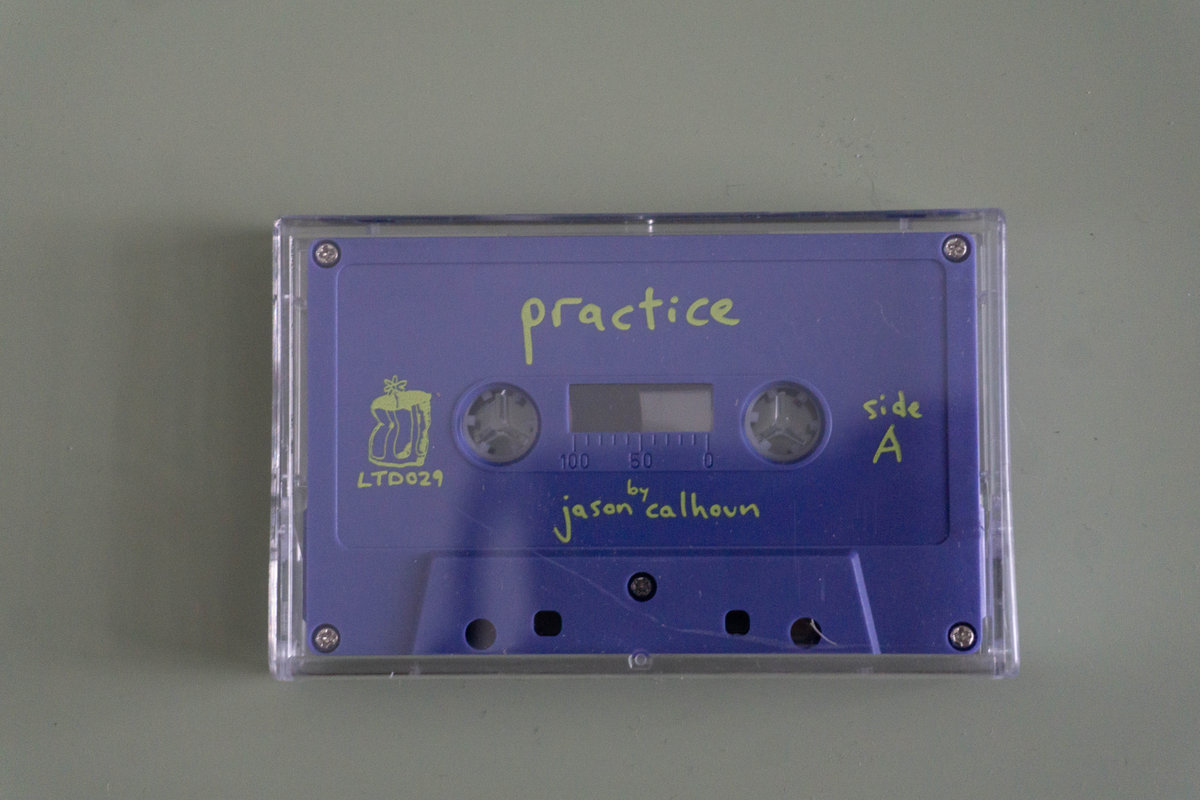 practice
side
A
LTD029
100 50 0
by
jason calhoun